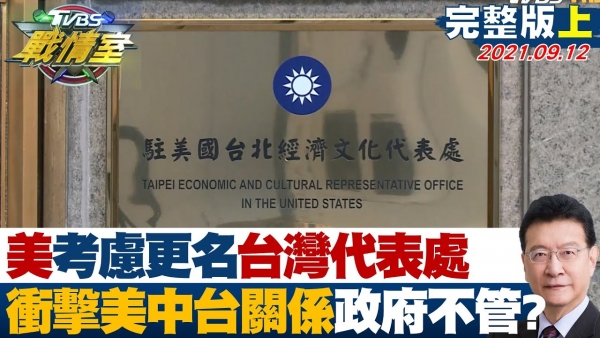 TVBS
戰情室
完整版上
2021.09.12
駐美國台北經濟文化代表處
TAIPEI ECONOMIC AND CULTURAL REPRESENTATIVE OFFICE
IN THE UNITED STATES
美考慮更名台灣代表處
衝擊美中台關係政府不管?